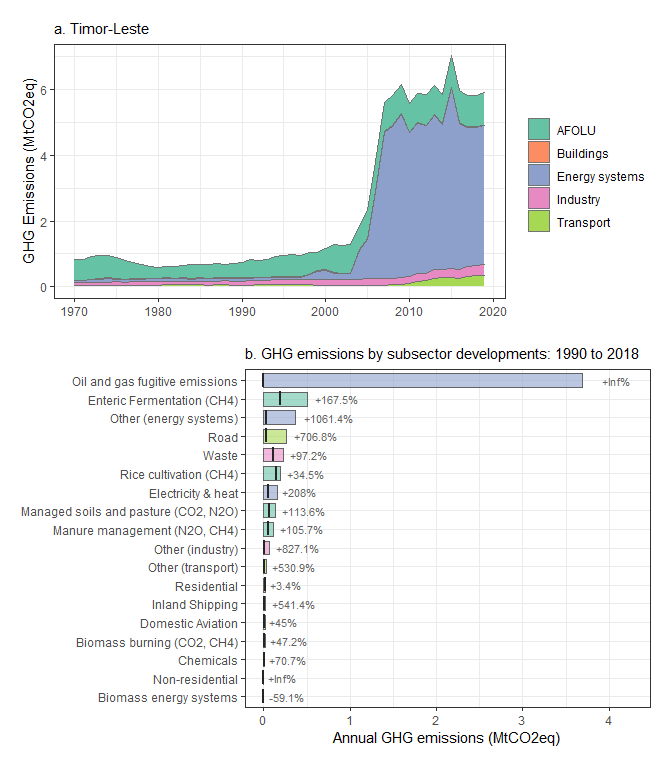 a. Timor-Leste
GHG Emissions (MtCO2eq)
6
4
2
0
1970
1980
1990
2000
2010
2020
AFOLU
Buildings
Energy systems
Industry
Transport
b. GHG emissions by subsector developments: 1990 to 2018
Oil and gas fugitive emissions +Inf%
Enteric Fermentation (CH4) +167.5%
Other (energy systems) +1061.4%
Road +706.8%
Waste +97.2%
Rice cultivation (CH4) +34.5%
Electricity & heat +208%
Managed soils and pasture (CO2, N2O) +113.6%
Manure management (N2O, CH4) +105.7%
Other (industry) +827.1%
Other (transport) +530.9%
Residential +3.4%
Inland Shipping +541.4%
Domestic Aviation +45%
Biomass burning (CO2, CH4) +47.2%
Chemicals +70.7%
Non-residential +Inf%
Biomass energy systems -59.1%
0
1
2
3
4
Annual GHG emissions (MtCO2eq)